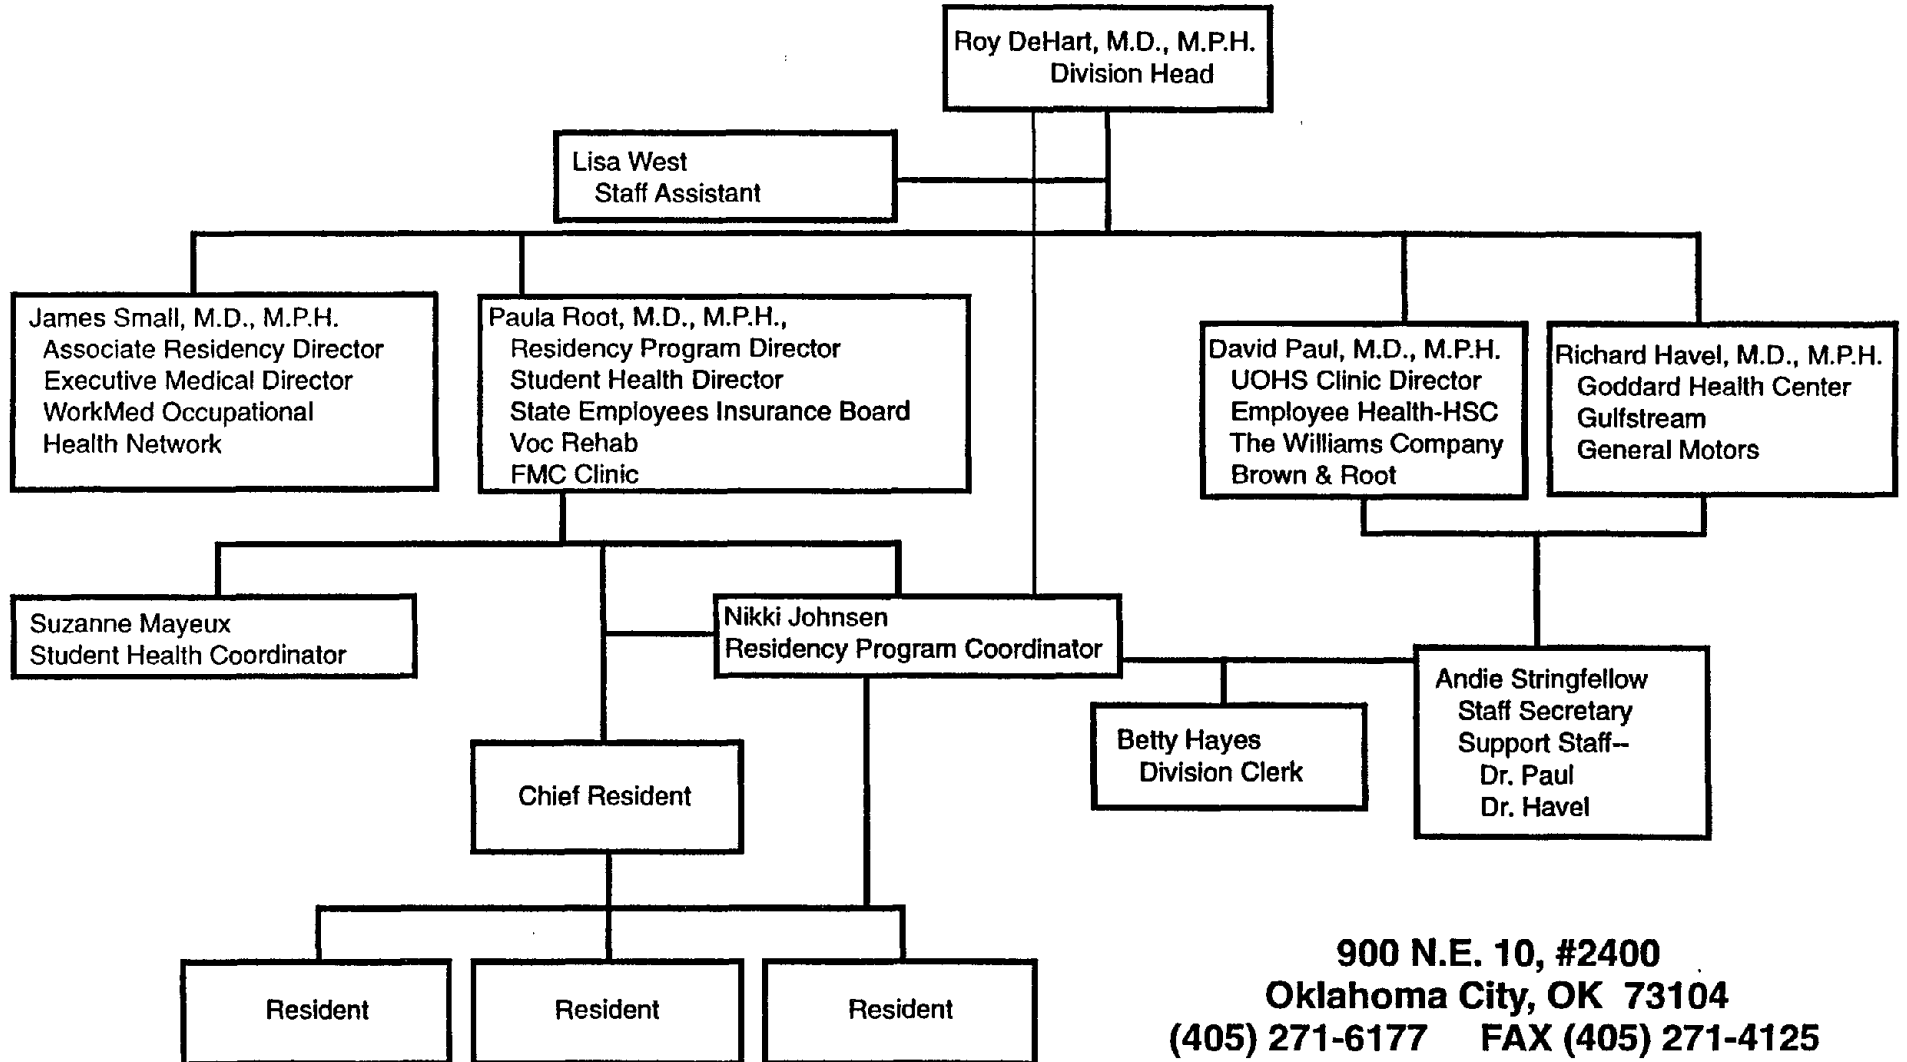 Roy DeHart, M.D., M.P.H.
Division Head
Lisa West
Staff Assistant
James Small, M.D., M.P.H.
Associate Residency Director
Executive Medical Director
WorkMed Occupational
Health Network
Paula Root, M.D., M.P.H.,
Residency Program Director
Student Health Director
State Employees Insurance Board
Voc Rehab
FMC Clinic
David Paul, M.D., M.P.H.
UOHS Clinic Director
Employee Health-HSC
The Williams Company
Brown & Root
Richard Havel, M.D., M.P.H.
Goddard Health Center
Gulfstream
General Motors
Suzanne Mayeux
Student Health Coordinator
Nikki Johnsen
Residency Program Coordinator
Betty Hayes
Division Clerk
Andie Stringfellow
Staff Secretary
Support Staff--
Dr. Paul
Dr. Havel
Chief Resident
Resident
Resident
Resident
900 N.E. 10, #2400
Oklahoma City, OK 73104
(405) 271-6177 FAX (405) 271-4125